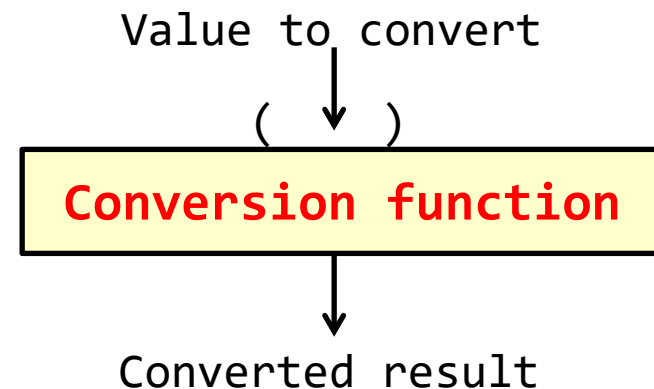 Value to convert
( )
Conversion function
Converted result